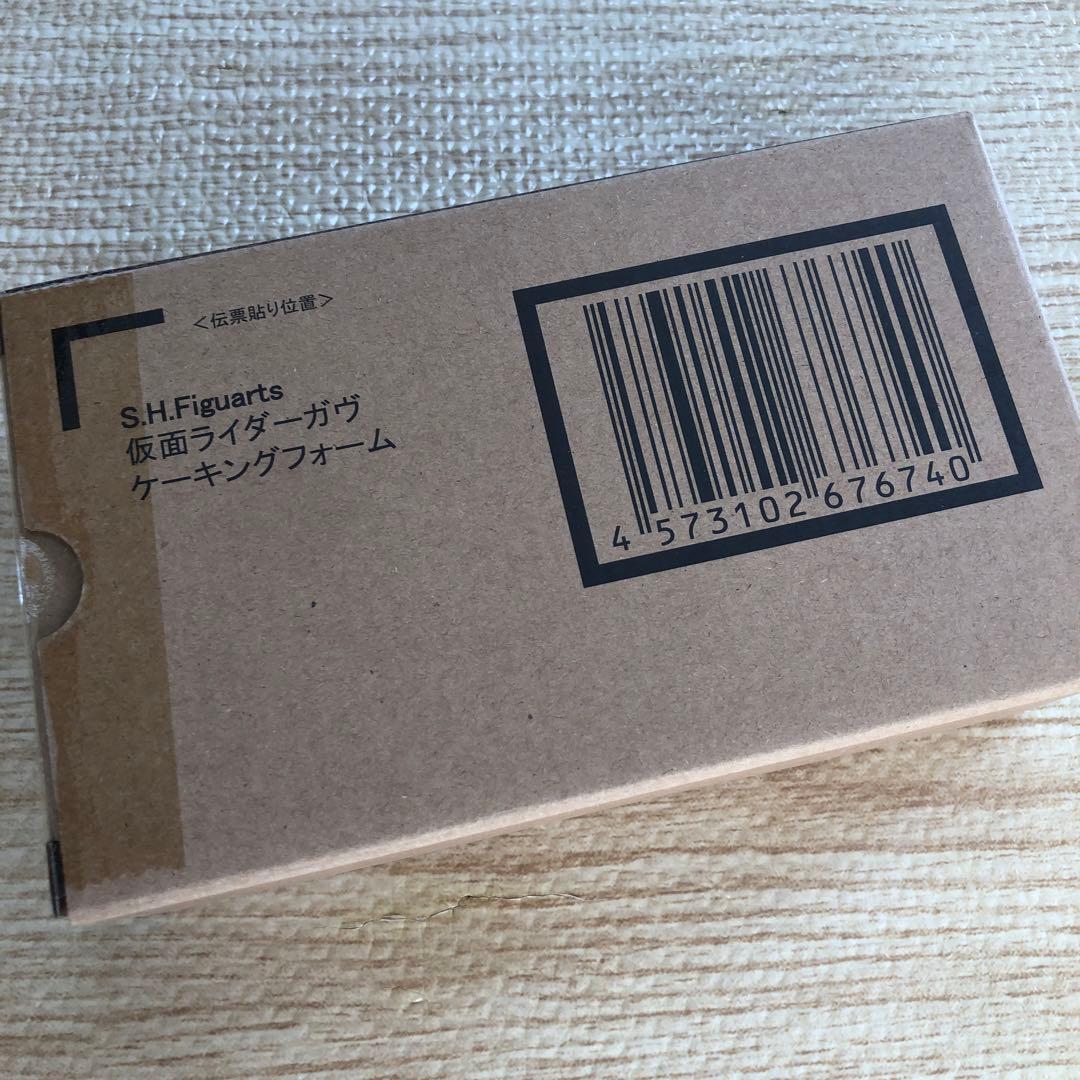 ＜伝票貼り位置＞
S.H.Figuarts
仮面ライダーガヴ
ケーキングフォーム
4 573102 676740